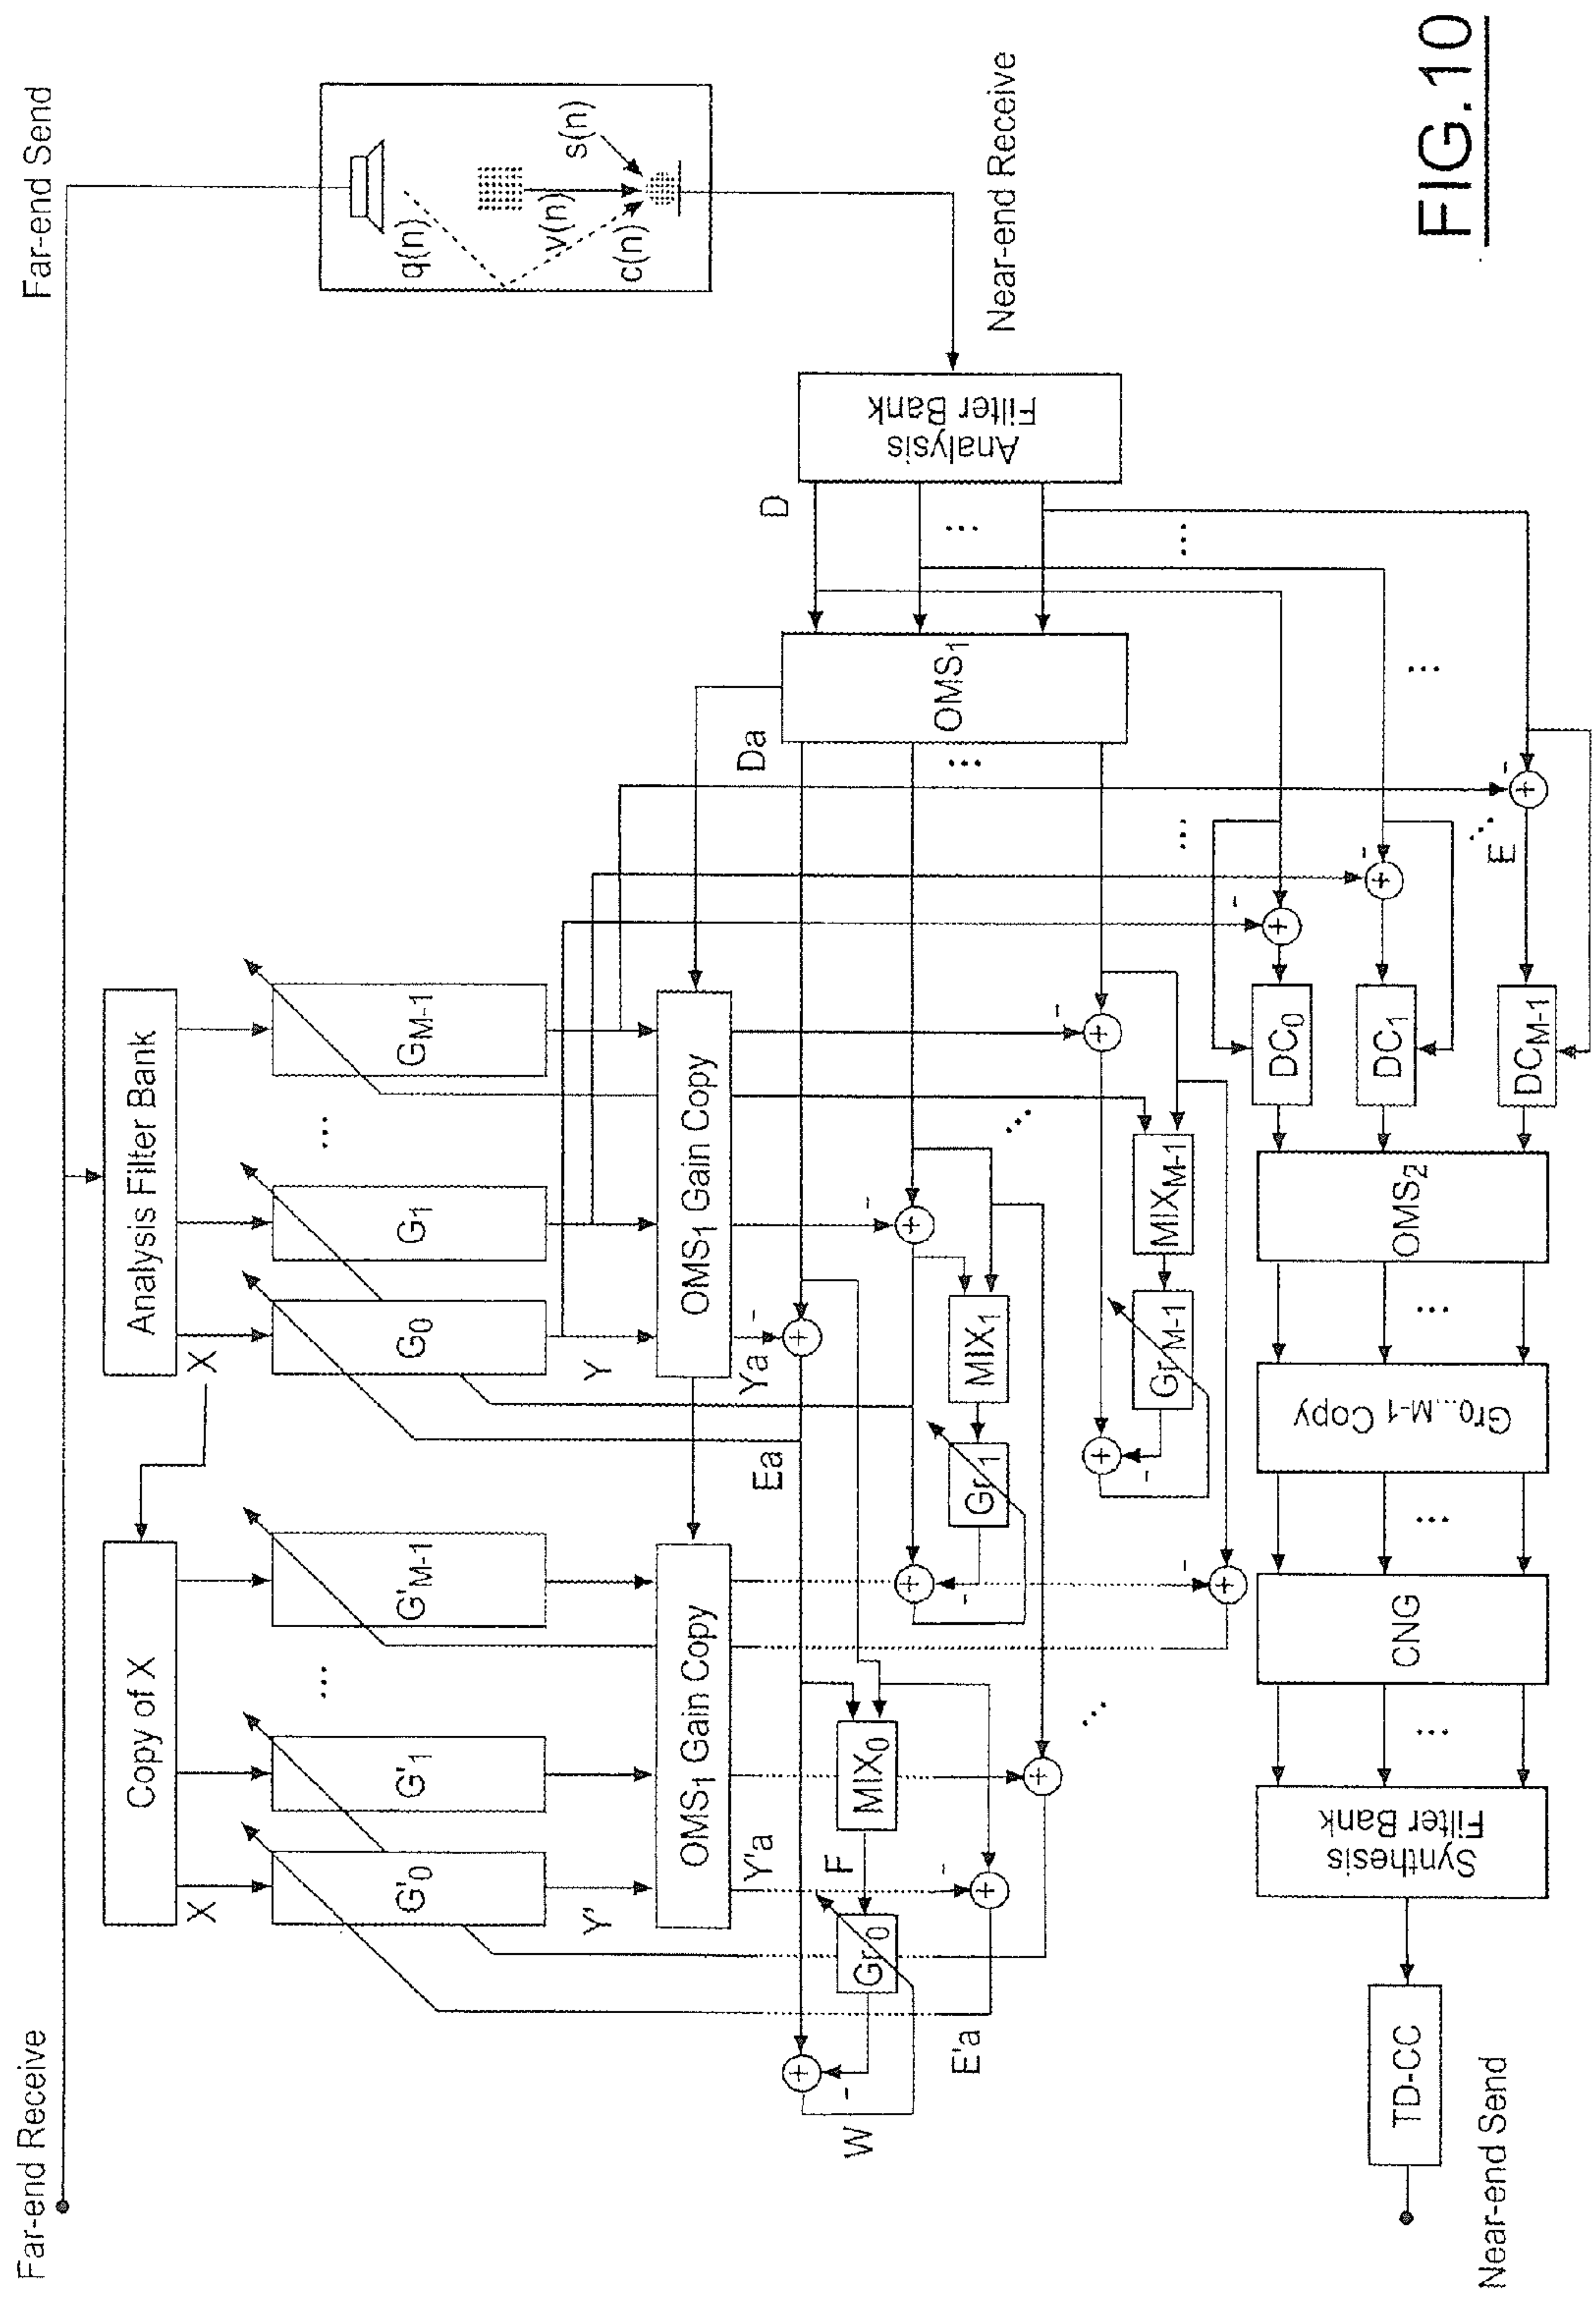 Far-end Receive
Far-end Send
Copy of X
Analysis Filter Bank
X
X
G'0
G'1
...
G'M-1
G0
G1
...
GM-1
q(n)
v(n)
s(n)
c(n)
Y'
Y
OMS1 Gain Copy
OMS1 Gain Copy
Y'a
Ya
-
Ea
Da
D
OMS1
Analysis
Filter Bank
Near-end Receive
...
...
W
-
+
+
Gr0
F
MIX0
E'a
-
+
+
-
+
Gr1
MIX1
-
+
...
...
+
-
GrM-1
MIXM-1
-
+
-
+
...
...
...
-
+
-
+
-
+
E
...
DC0
DC1
DCM-1
OMS2
...
Gr0...M-1 Copy
...
CNG
...
Synthesis
Filter Bank
TD-CC
Near-end Send
FIG.10